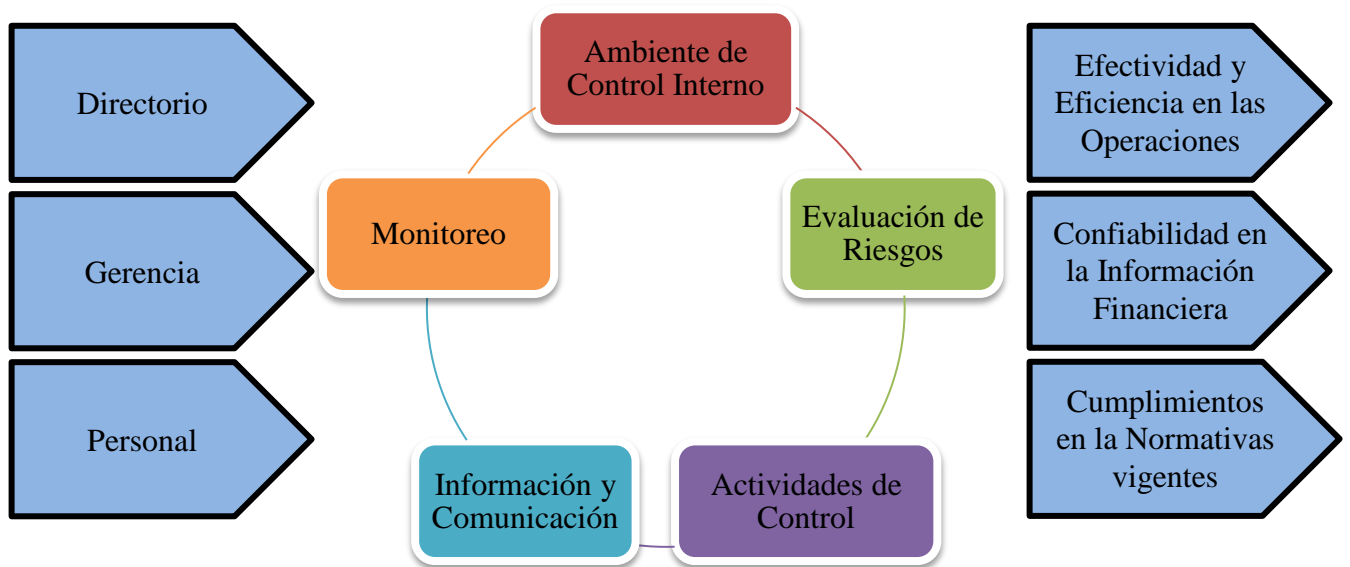 Directorio
Gerencia
Personal
Ambiente de
Control Interno
Monitoreo
Evaluación de
Riesgos
Información y
Comunicación
Actividades de
Control
Efectividad y
Eficiencia en las
Operaciones
Confiabilidad en
la Información
Financiera
Cumplimientos
en la Normativas
vigentes